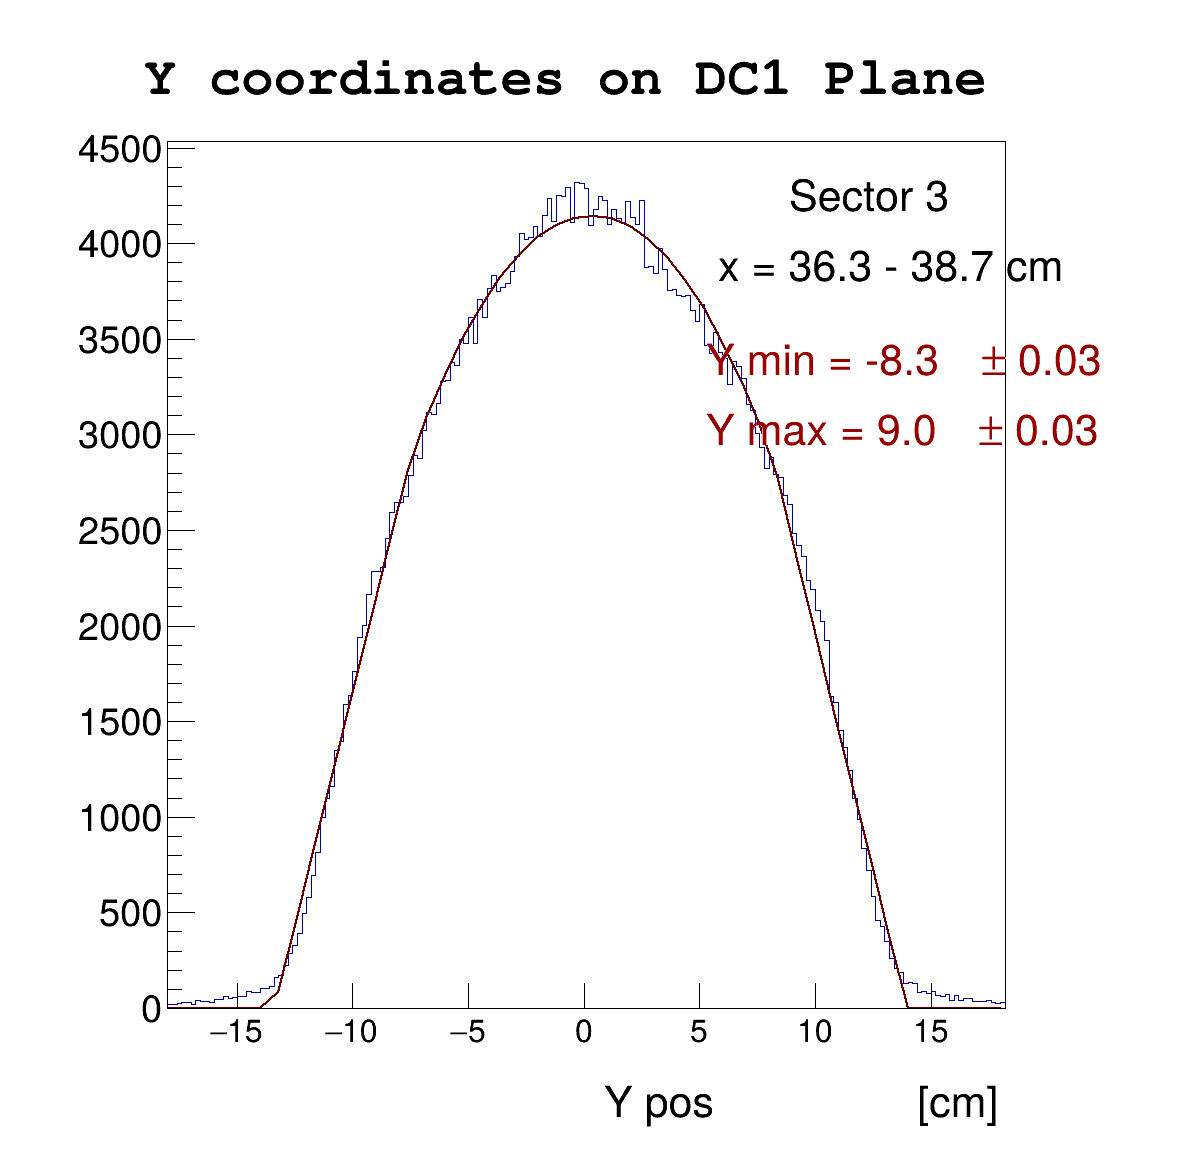 Y coordinates on DC1 Plane
4500
Sector 3
4000
x = 36.3 - 38.7 cm
3500
Y min = -8.3 ± 0.03
3000
Y max = 9.0 ± 0.03
2500
2000
1500
1000
500
0
−15 −10 −5 0 5 10 15
Y pos [cm]